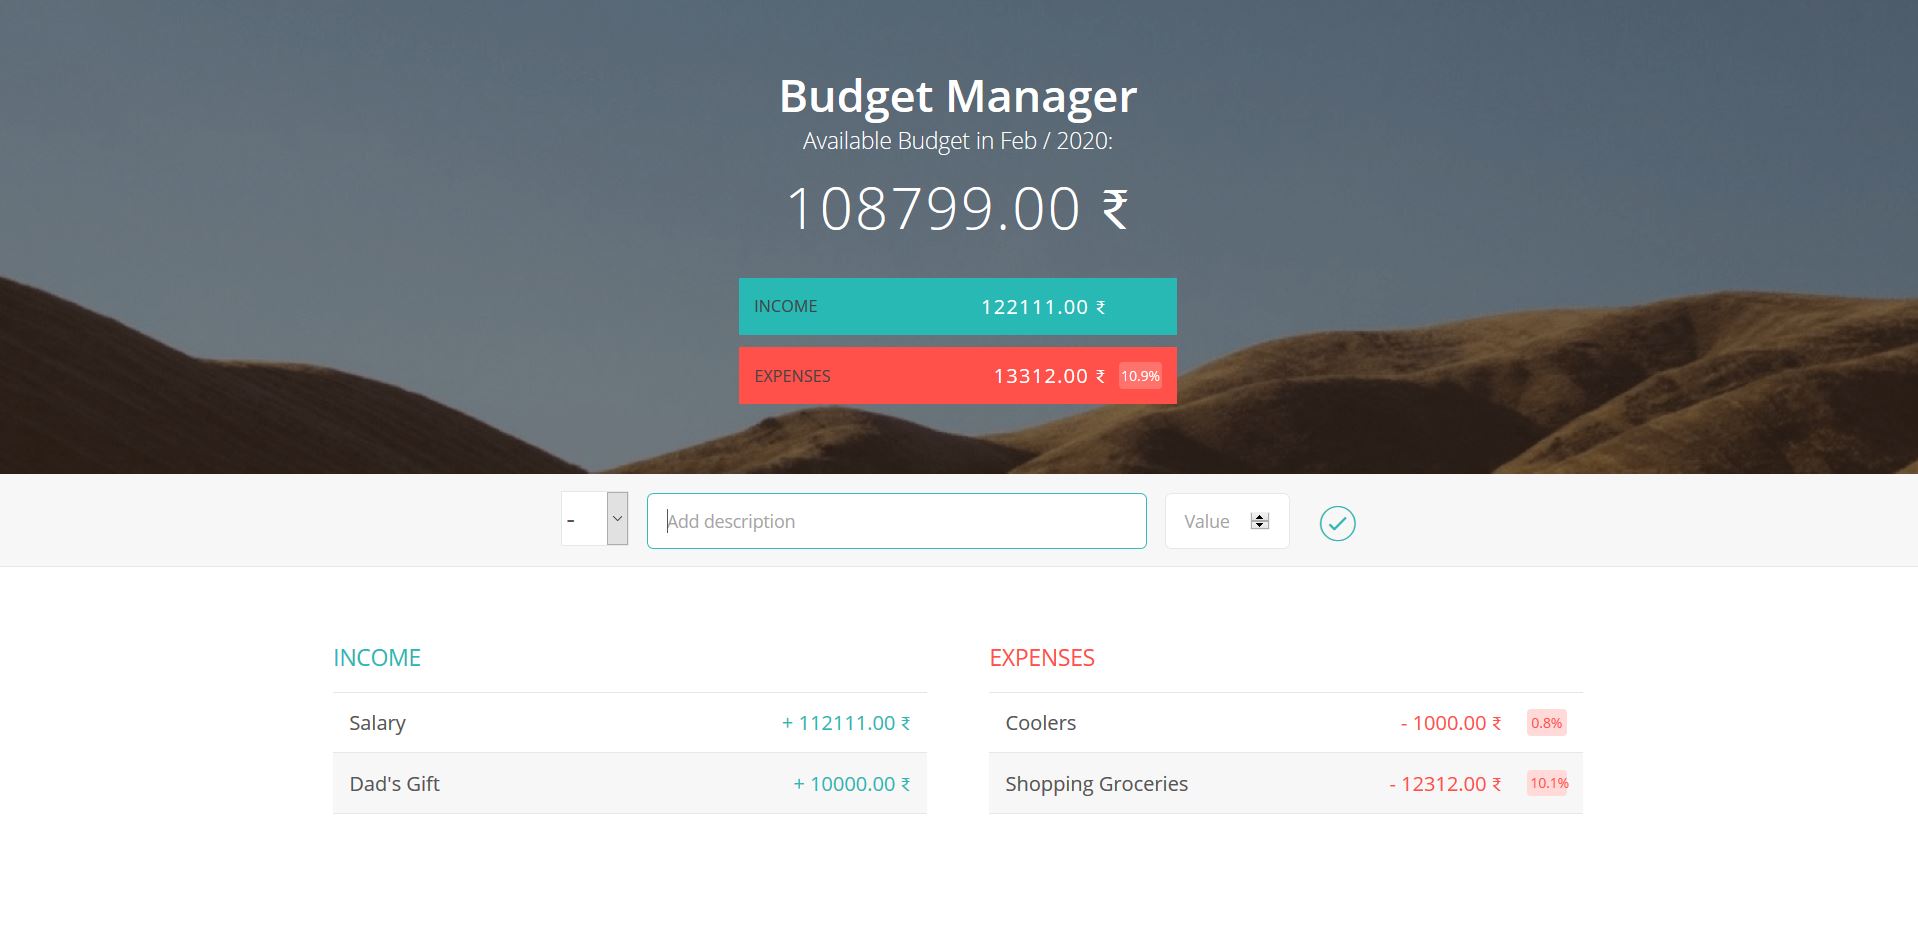 Budget Manager
Available Budget in Feb / 2020:
108799.00 ₹
INCOME 122111.00 ₹
EXPENSES 13312.00 ₹ 10.9%
- Add description Value
INCOME
Salary + 112111.00 ₹
Dad's Gift + 10000.00 ₹
EXPENSES
Coolers - 1000.00 ₹ 0.8%
Shopping Groceries - 12312.00 ₹ 10.1%